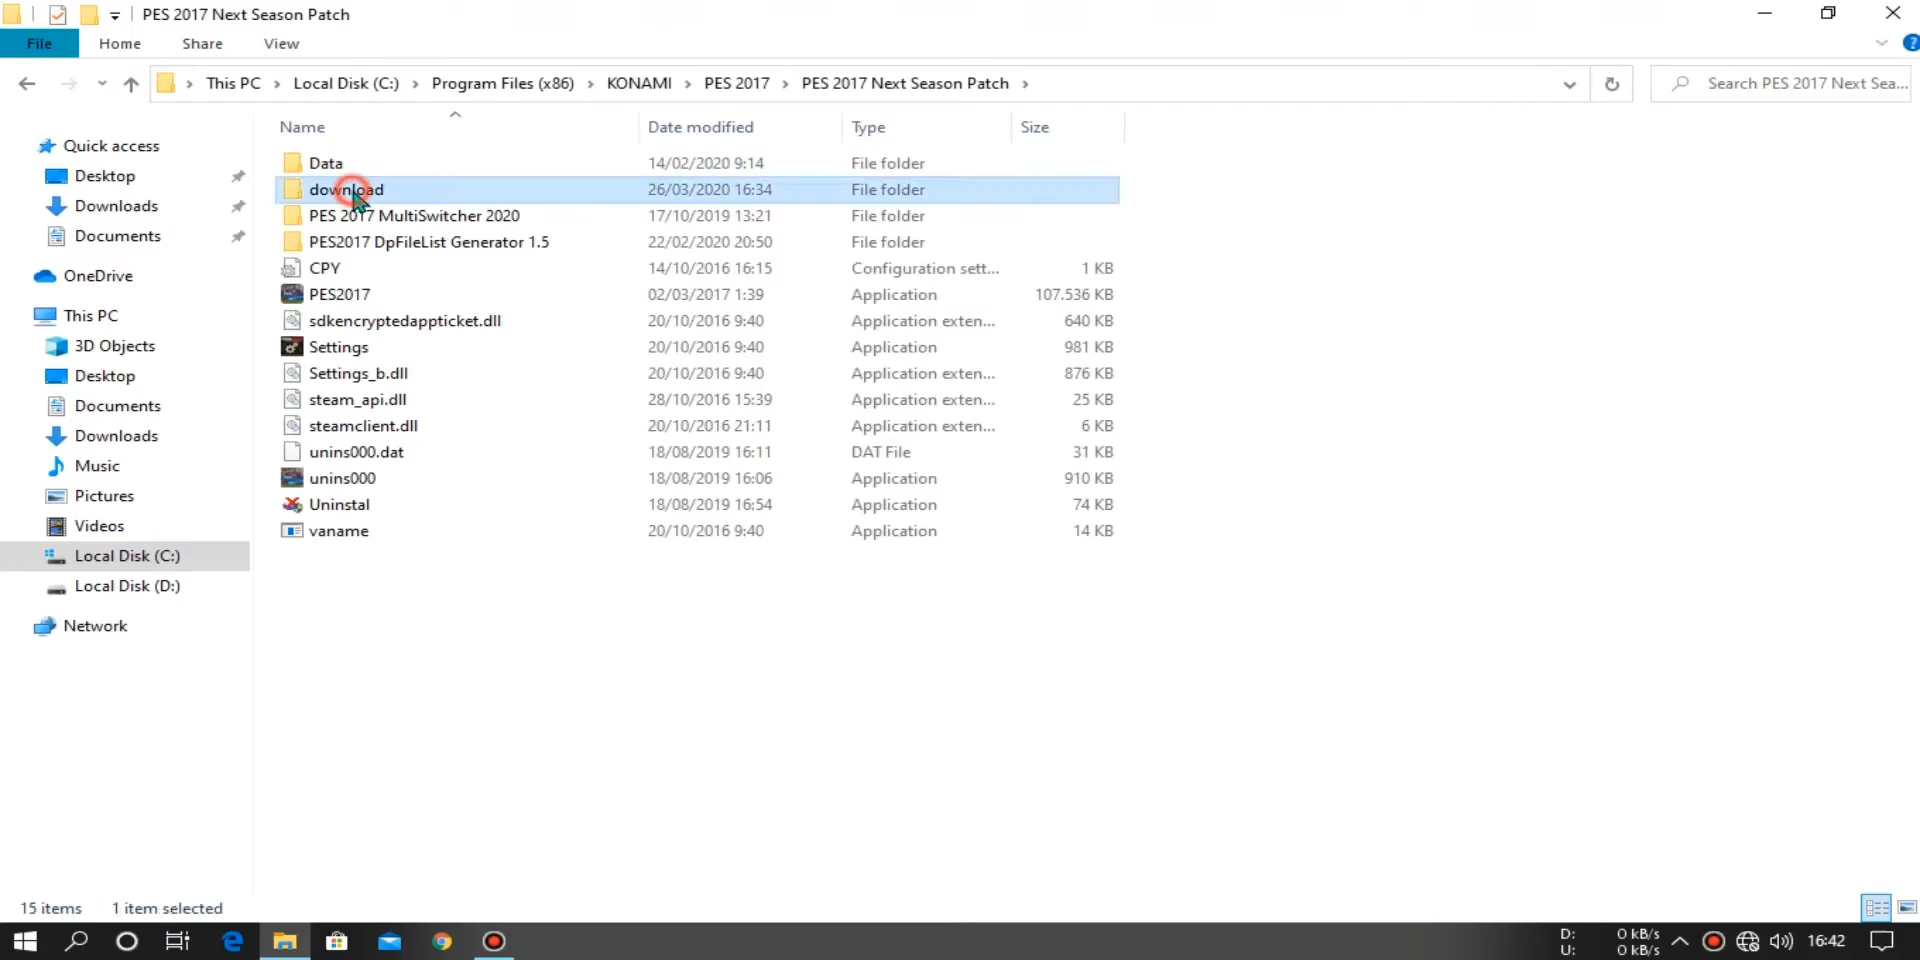 PES 2017 Next Season Patch
File Home Share View
This PC Local Disk (C:) Program Files (x86) KONAMI PES 2017 PES 2017 Next Season Patch
Search PES 2017 Next Sea...
Quick access
Desktop
Downloads
Documents
OneDrive
This PC
3D Objects
Desktop
Documents
Downloads
Music
Pictures
Videos
Local Disk (C:)
Local Disk (D:)
Network
Name Date modified Type Size
Data 14/02/2020 9:14 File folder
download 26/03/2020 16:34 File folder
PES 2017 MultiSwitcher 2020 17/10/2019 13:21 File folder
PES2017 DpFileList Generator 1.5 22/02/2020 20:50 File folder
CPY 14/10/2016 16:15 Configuration sett... 1 KB
PES2017 02/03/2017 1:39 Application 107.536 KB
sdkencryptedappticket.dll 20/10/2016 9:40 Application exten... 640 KB
Settings 20/10/2016 9:40 Application 981 KB
Settings_b.dll 20/10/2016 9:40 Application exten... 876 KB
steam_api.dll 28/10/2016 15:39 Application exten... 25 KB
steamclient.dll 20/10/2016 21:11 Application exten... 6 KB
unins000.dat 18/08/2019 16:11 DAT File 31 KB
unins000 18/08/2019 16:06 Application 910 KB
Uninstal 18/08/2019 16:54 Application 74 KB
vaname 20/10/2016 9:40 Application 14 KB
15 items 1 item selected
D: 0 kB/s
U: 0 kB/s
16:42